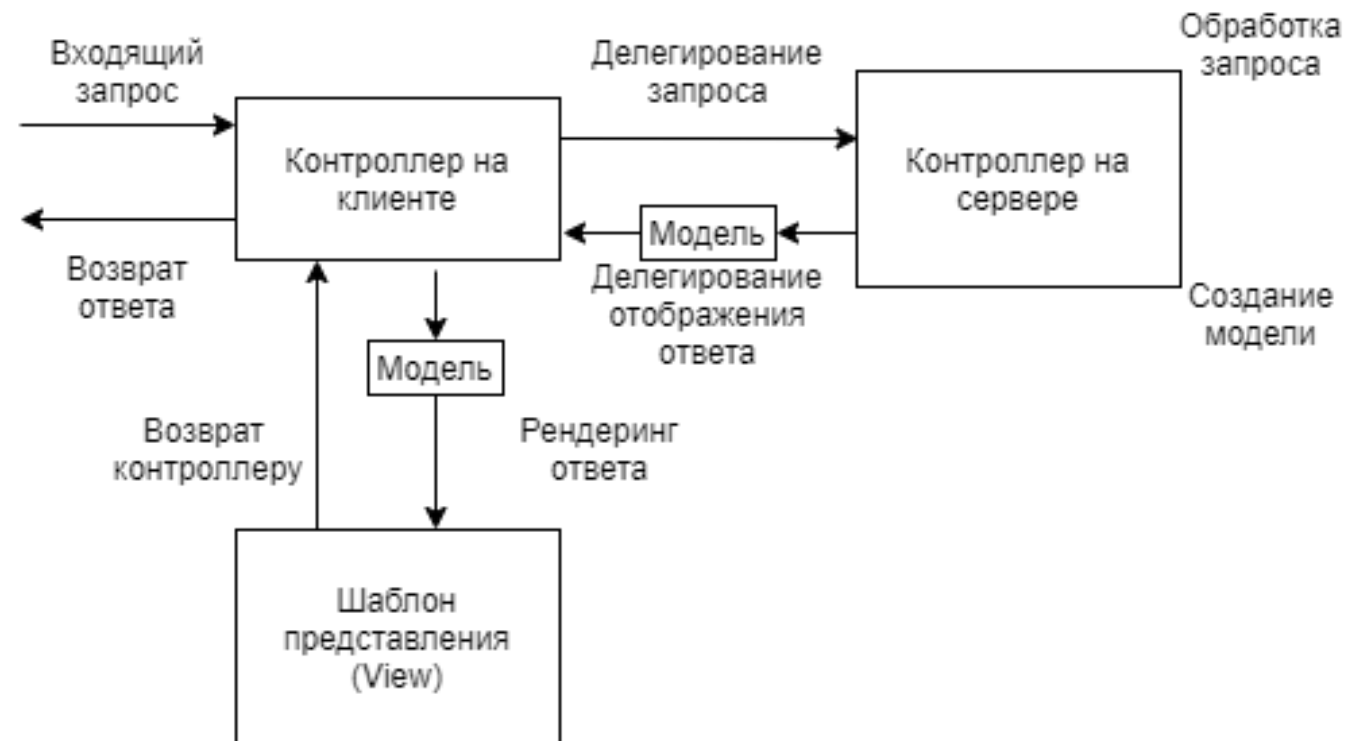 Входящий
запрос
Делегирование
запроса
Обработка
запроса
Контроллер на
клиенте
Контроллер на
сервере
Модель
Возврат
ответа
Делегирование
отображения
ответа
Создание
модели
Модель
Возврат
контроллеру
Рендеринг
ответа
Шаблон
представления
(View)